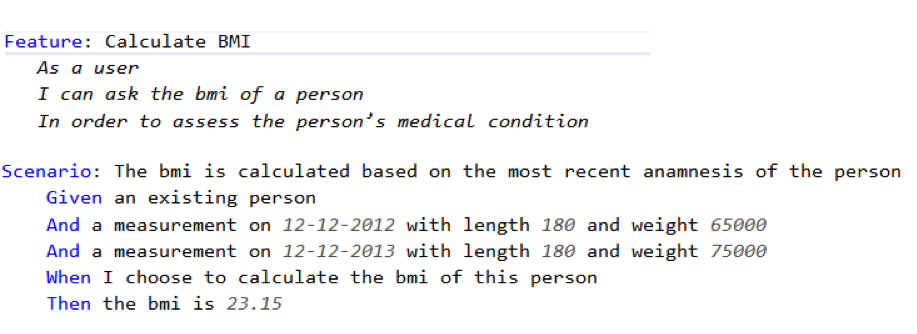 Feature: Calculate BMI
As a user
I can ask the bmi of a person
In order to assess the person’s medical condition
Scenario: The bmi is calculated based on the most recent anamnesis of the person
Given an existing person
And a measurement on 12-12-2012 with length 180 and weight 65000
And a measurement on 12-12-2013 with length 180 and weight 75000
When I choose to calculate the bmi of this person
Then the bmi is 23.15